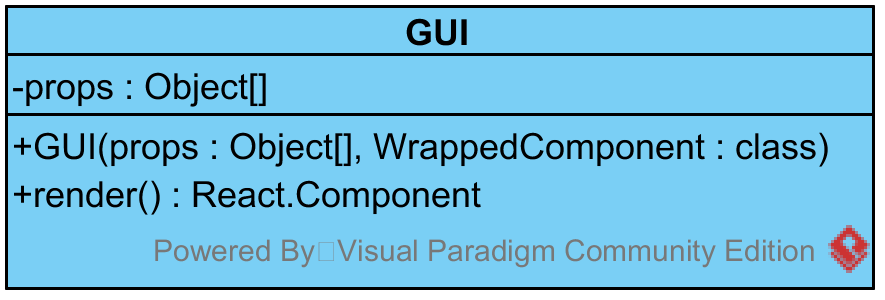 GUI
-props : Object[]
+GUI(props : Object[], WrappedComponent : class)
+render() : React.Component
Powered By□Visual Paradigm Community Edition